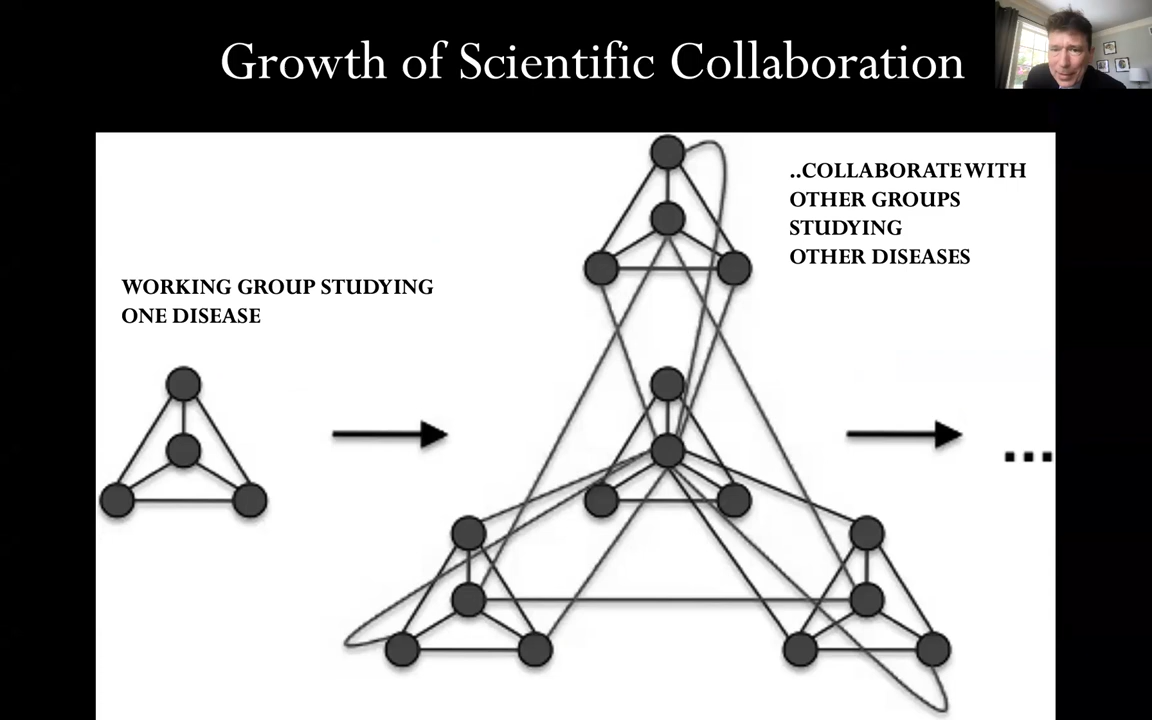 Growth of Scientific Collaboration
..COLLABORATE WITH
OTHER GROUPS
STUDYING
OTHER DISEASES
WORKING GROUP STUDYING
ONE DISEASE
...